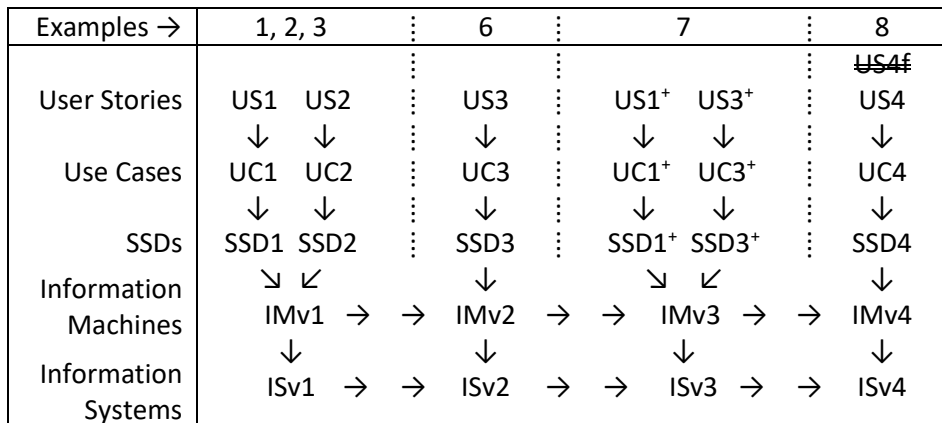 Examples → 1, 2, 3 6 7 8
US4f
User Stories US1 US2 US3 US1⁺ US3⁺ US4
↓ ↓ ↓ ↓ ↓ ↓
Use Cases UC1 UC2 UC3 UC1⁺ UC3⁺ UC4
↓ ↓ ↓ ↓ ↓ ↓
SSDs SSD1 SSD2 SSD3 SSD1⁺ SSD3⁺ SSD4
↘ ↙ ↓ ↘ ↙ ↓
Information
Machines IMv1 → → IMv2 → → IMv3 → → IMv4
↓ ↓ ↓ ↓
Information
Systems ISv1 → → ISv2 → → ISv3 → → ISv4